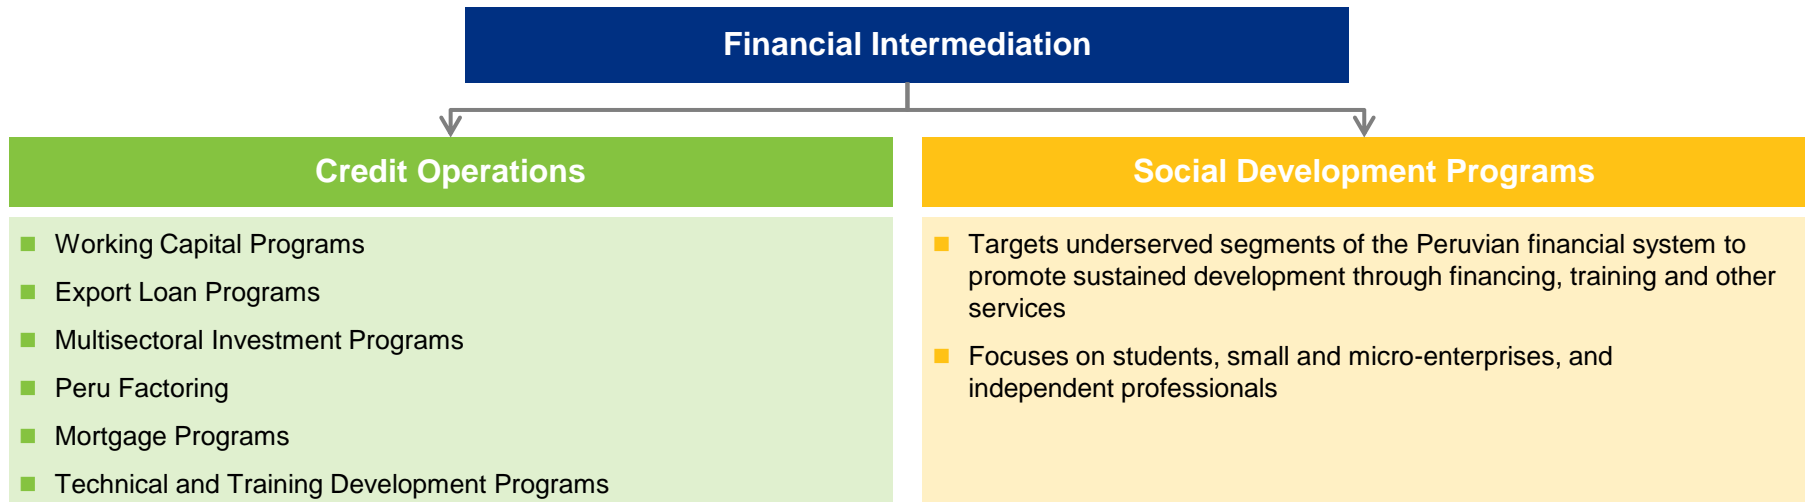 Financial Intermediation
Credit Operations
Working Capital Programs
Export Loan Programs
Multisectoral Investment Programs
Peru Factoring
Mortgage Programs
Technical and Training Development Programs
Social Development Programs
Targets underserved segments of the Peruvian financial system to
promote sustained development through financing, training and other
services
Focuses on students, small and micro-enterprises, and
independent professionals